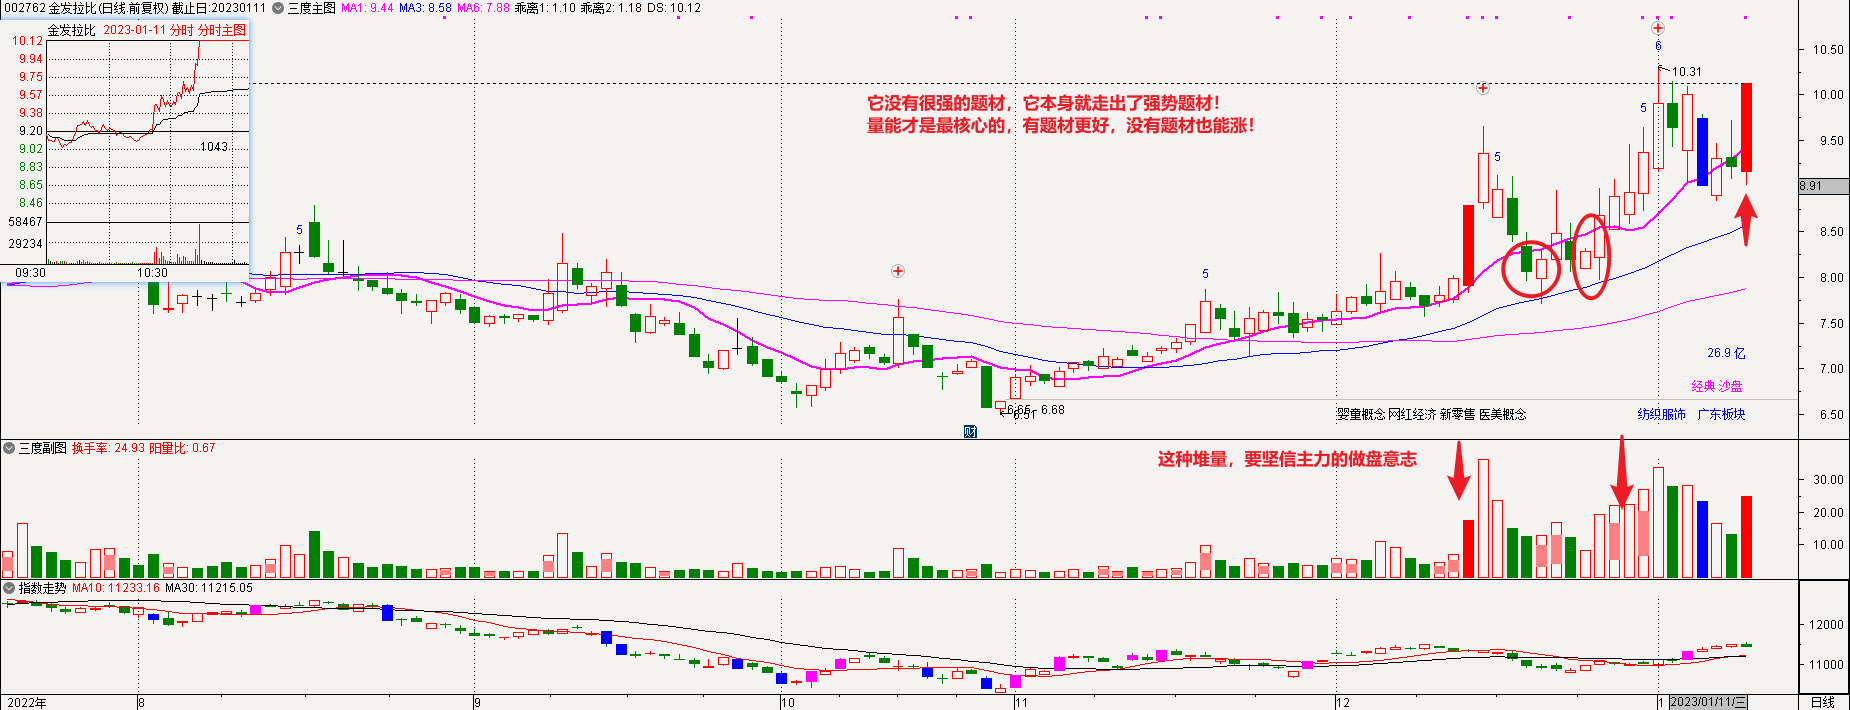 002762 金发拉比(日线.前复权) 截止日:20230111 三度主图 MA1: 9.44 MA3: 8.58 MA6: 7.88 乖离1: 1.10 乖离2: 1.18 DS: 10.12
金发拉比 2023-01-11 分时 分时主图
10.12
9.94
9.75
9.57
9.38
9.20
9.02
8.83
8.65
8.46
58467
29234
1043
09:30 10:30
它没有很强的题材，它本身就走出了强势题材！
量能才是最核心的，有题材更好，没有题材也能涨！
5
5
5
5
6
10.31
6.68
26.9 亿
经典 沙盘
婴童概念 网红经济 新零售 医美概念
纺织服饰 广东板块
财
10.50
10.00
9.50
8.91
8.50
8.00
7.50
7.00
6.50
三度副图 换手率: 24.93 阳量比: 0.67
这种堆量，要坚信主力的做盘意志
30.00
20.00
10.00
指数走势 MA10: 11233.16 MA30: 11215.05
12000
11000
2022年 8 9 10 11 12 1 2023/01/11/三 日线